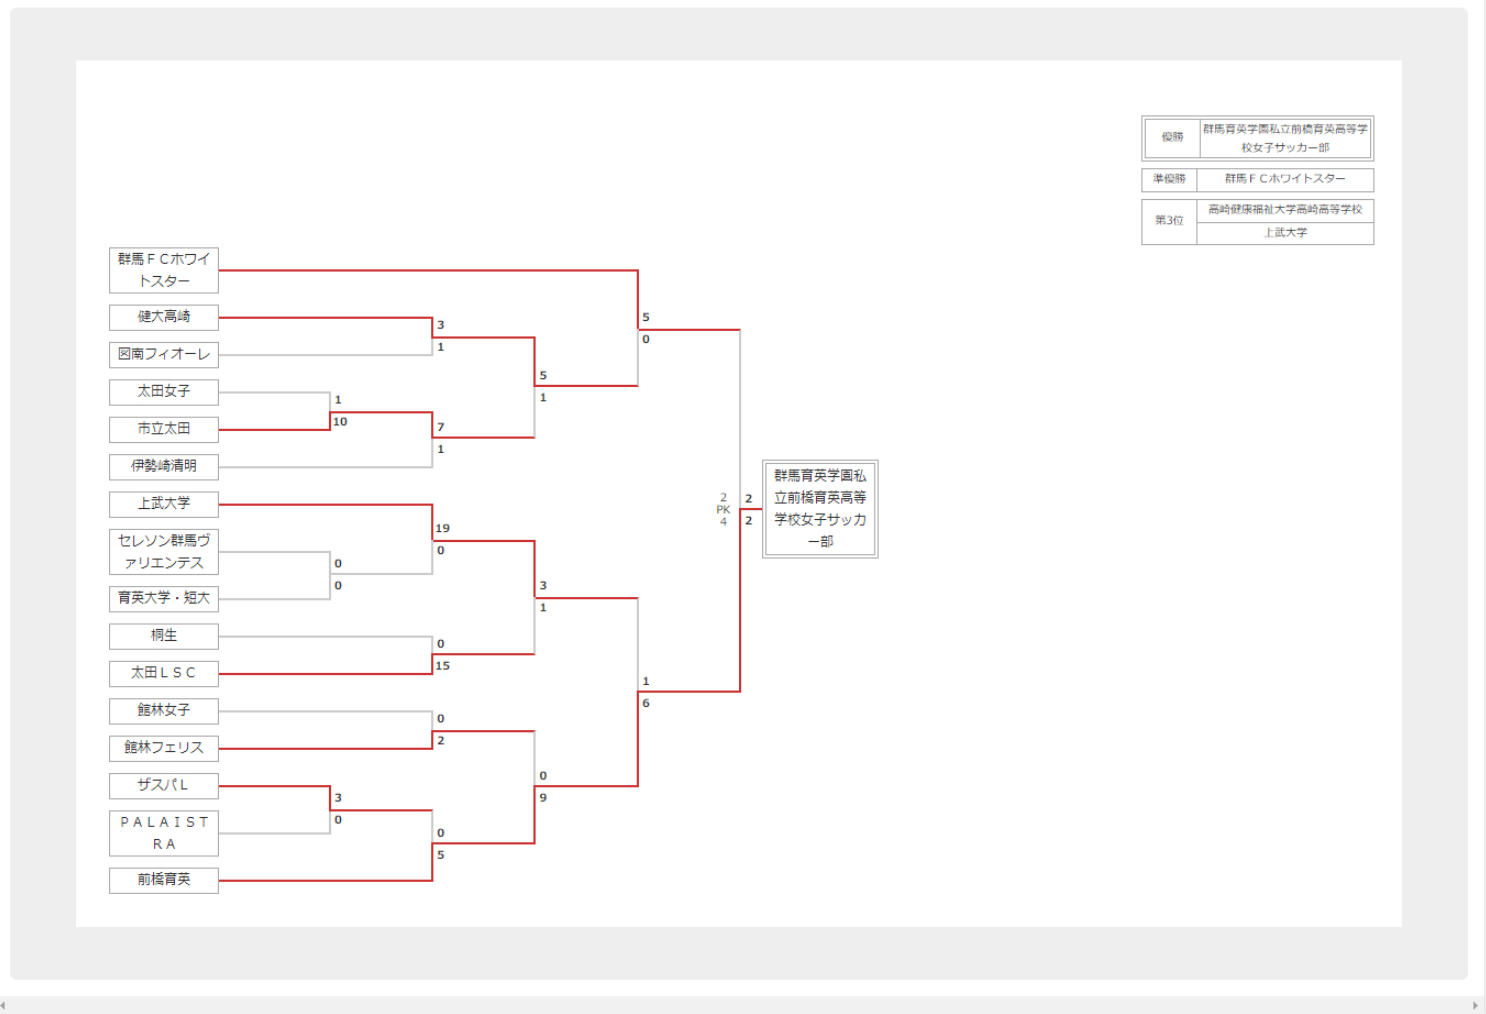 優勝
群馬育英学園私立前橋育英高等学
校女子サッカー部
準優勝
群馬ＦＣホワイトスター
第3位
高崎健康福祉大学高崎高等学校
上武大学
群馬ＦＣホワイ
トスター
健大高崎
図南フィオーレ
太田女子
市立太田
伊勢崎清明
上武大学
セレソン群馬ヴ
ァリエンテス
育英大学・短大
桐生
太田ＬＳＣ
館林女子
館林フェリス
ザスパＬ
ＰＡＬＡＩＳＴ
ＲＡ
前橋育英
1
10
0
0
3
0
3
1
7
1
19
0
0
15
0
2
0
5
5
1
3
1
0
9
5
0
1
6
2
PK
4
2
2
群馬育英学園私
立前橋育英高等
学校女子サッカ
ー部